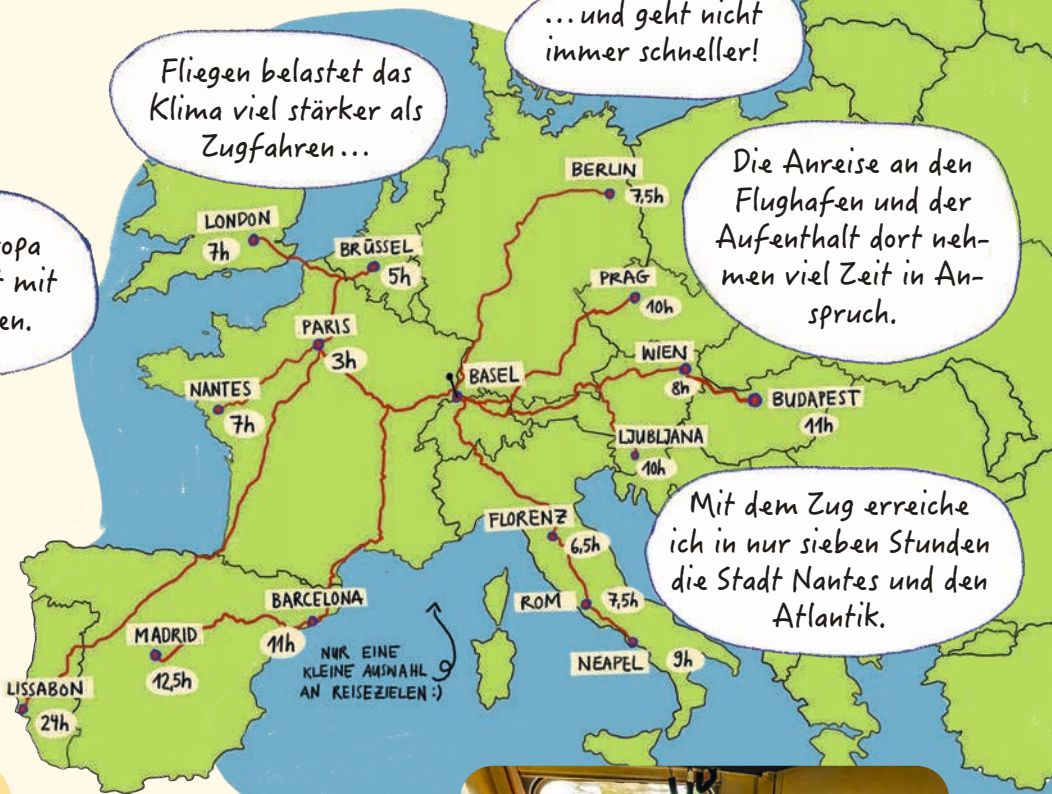 ...und geht nicht
immer schneller!
Fliegen belastet das
Klima viel stärker als
Zugfahren...
Die Anreise an den
Flughafen und der
Aufenthalt dort neh-
men viel Zeit in An-
spruch.
mit
en.
Mit dem Zug erreiche
ich in nur sieben Stunden
die Stadt Nantes und den
Atlantik.
BERLIN
7,5h
LONDON
7h
BRÜSSEL
5h
PRAG
10h
PARIS
3h
WIEN
8h
BASEL
NANTES
7h
BUDAPEST
11h
LJUBLJANA
10h
FLORENZ
6,5h
BARCELONA
11h
ROM
7,5h
MADRID
12,5h
NEAPEL
9h
LISSABON
24h
NUR EINE
KLEINE AUSWAHL
AN REISEZIELEN :)